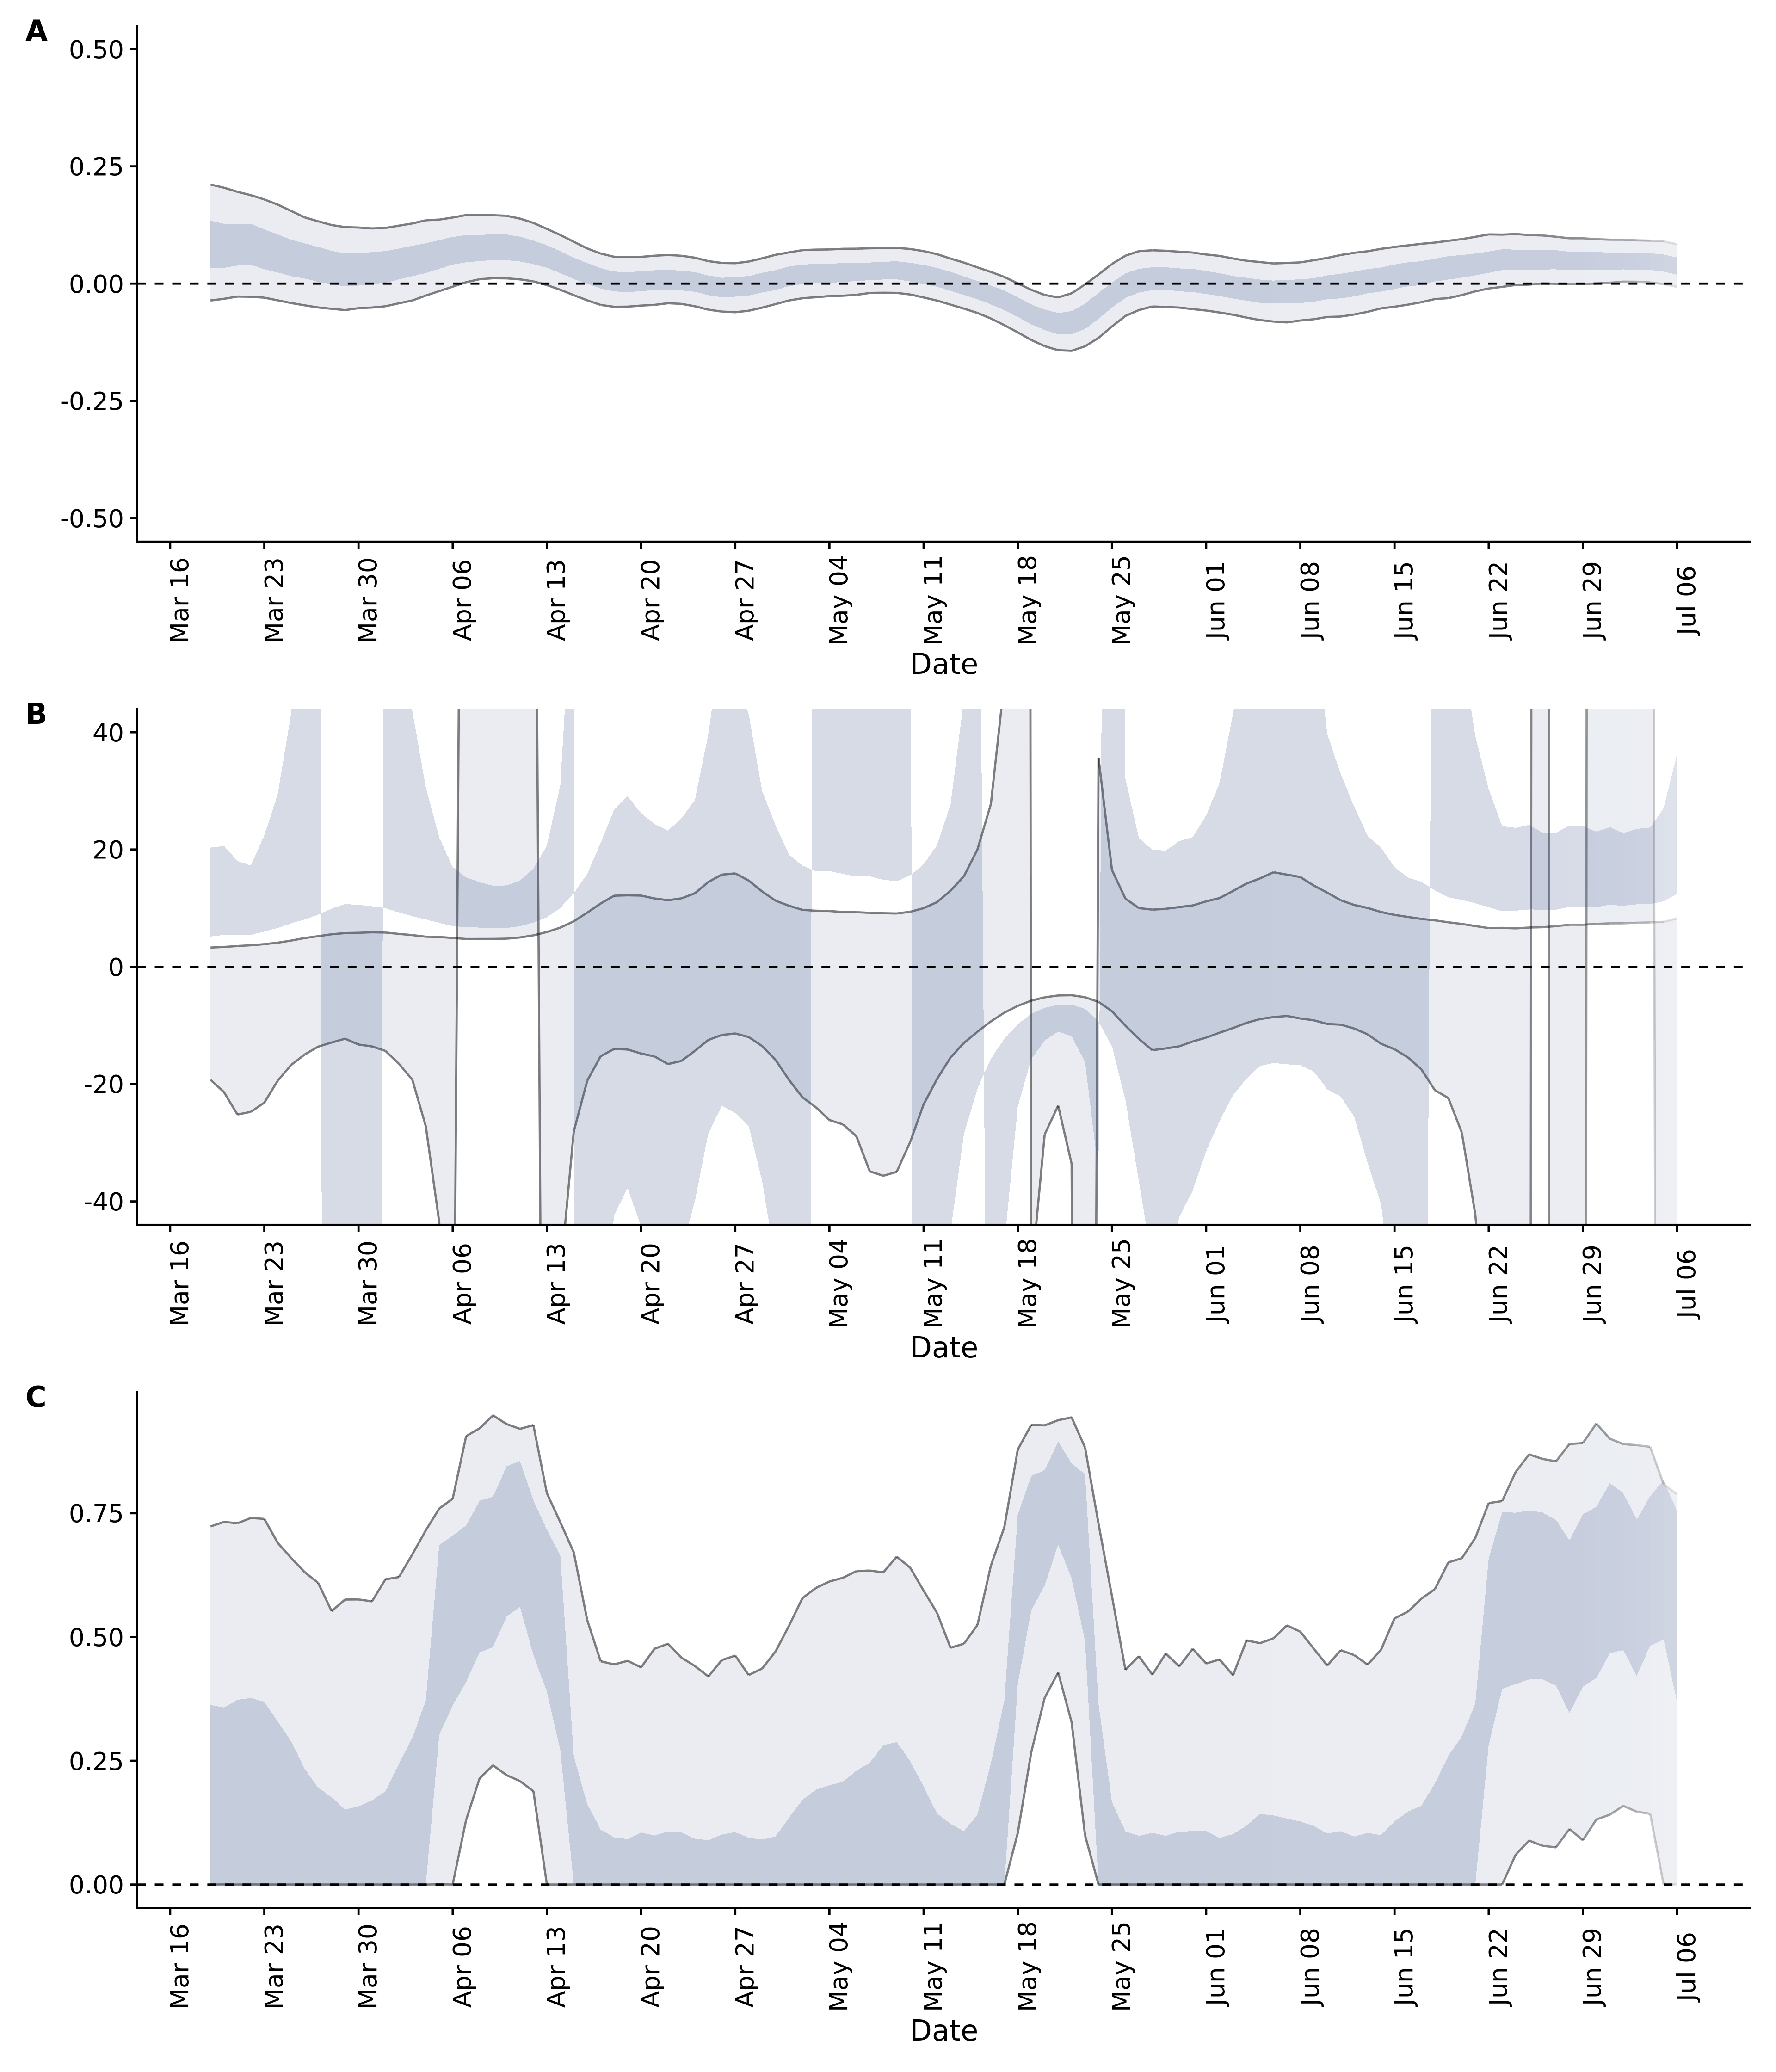 A
0.50
0.25
0.00
-0.25
-0.50
Mar 16
Mar 23
Mar 30
Apr 06
Apr 13
Apr 20
Apr 27
May 04
May 11
May 18
May 25
Jun 01
Jun 08
Jun 15
Jun 22
Jun 29
Jul 06
Date
B
40
20
0
-20
-40
Mar 16
Mar 23
Mar 30
Apr 06
Apr 13
Apr 20
Apr 27
May 04
May 11
May 18
May 25
Jun 01
Jun 08
Jun 15
Jun 22
Jun 29
Jul 06
Date
C
0.75
0.50
0.25
0.00
Mar 16
Mar 23
Mar 30
Apr 06
Apr 13
Apr 20
Apr 27
May 04
May 11
May 18
May 25
Jun 01
Jun 08
Jun 15
Jun 22
Jun 29
Jul 06
Date